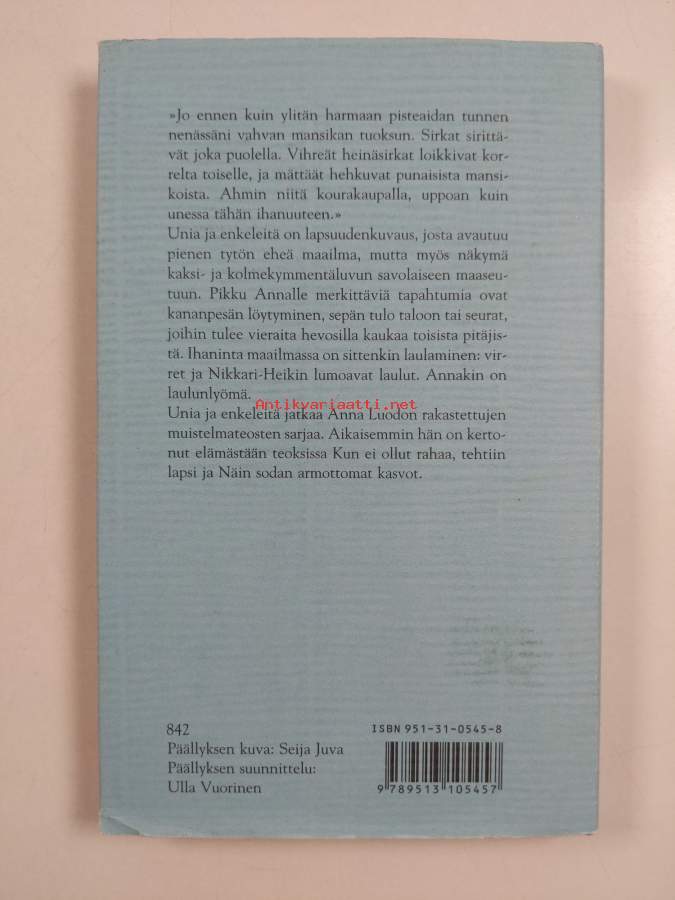 »Jo ennen kuin ylitän harmaan pisteaidan tunnen
nenässäni vahvan mansikan tuoksun. Sirkat sirittä-
vät joka puolella. Vihreät heinäsirkat loikkivat kor-
relta toiselle, ja mättäät hehkuvat punaisista mansi-
koista. Ahmin niitä kourakaupalla, uppoan kuin
unessa tähän ihanuuteen.»
Unia ja enkeleitä on lapsuudenkuvaus, josta avautuu
pienen tytön eheä maailma, mutta myös näkymä
kaksi- ja kolmekymmentäluvun savolaiseen maaseu-
tuun. Pikku Annalle merkittäviä tapahtumia ovat
kananpesän löytyminen, sepän tulo taloon tai seurat,
joihin tulee vieraita hevosilla kaukaa toisista pitäjis-
tä. Ihaninta maailmassa on sittenkin laulaminen: vir-
ret ja Nikkari-Heikin lumoavat laulut. Annakin on
laulunlyömä.
Antikvariaatti.net
Unia ja enkeleitä jatkaa Anna Luodon rakastettujen
muistelmateosten sarjaa. Aikaisemmin hän on kerto-
nut elämästään teoksissa Kun ei ollut rahaa, tehtiin
lapsi ja Näin sodan armottomat kasvot.
842
Päällyksen kuva: Seija Juva
Päällyksen suunnittelu:
Ulla Vuorinen
ISBN 951-31-0545-8
9 789513 105457